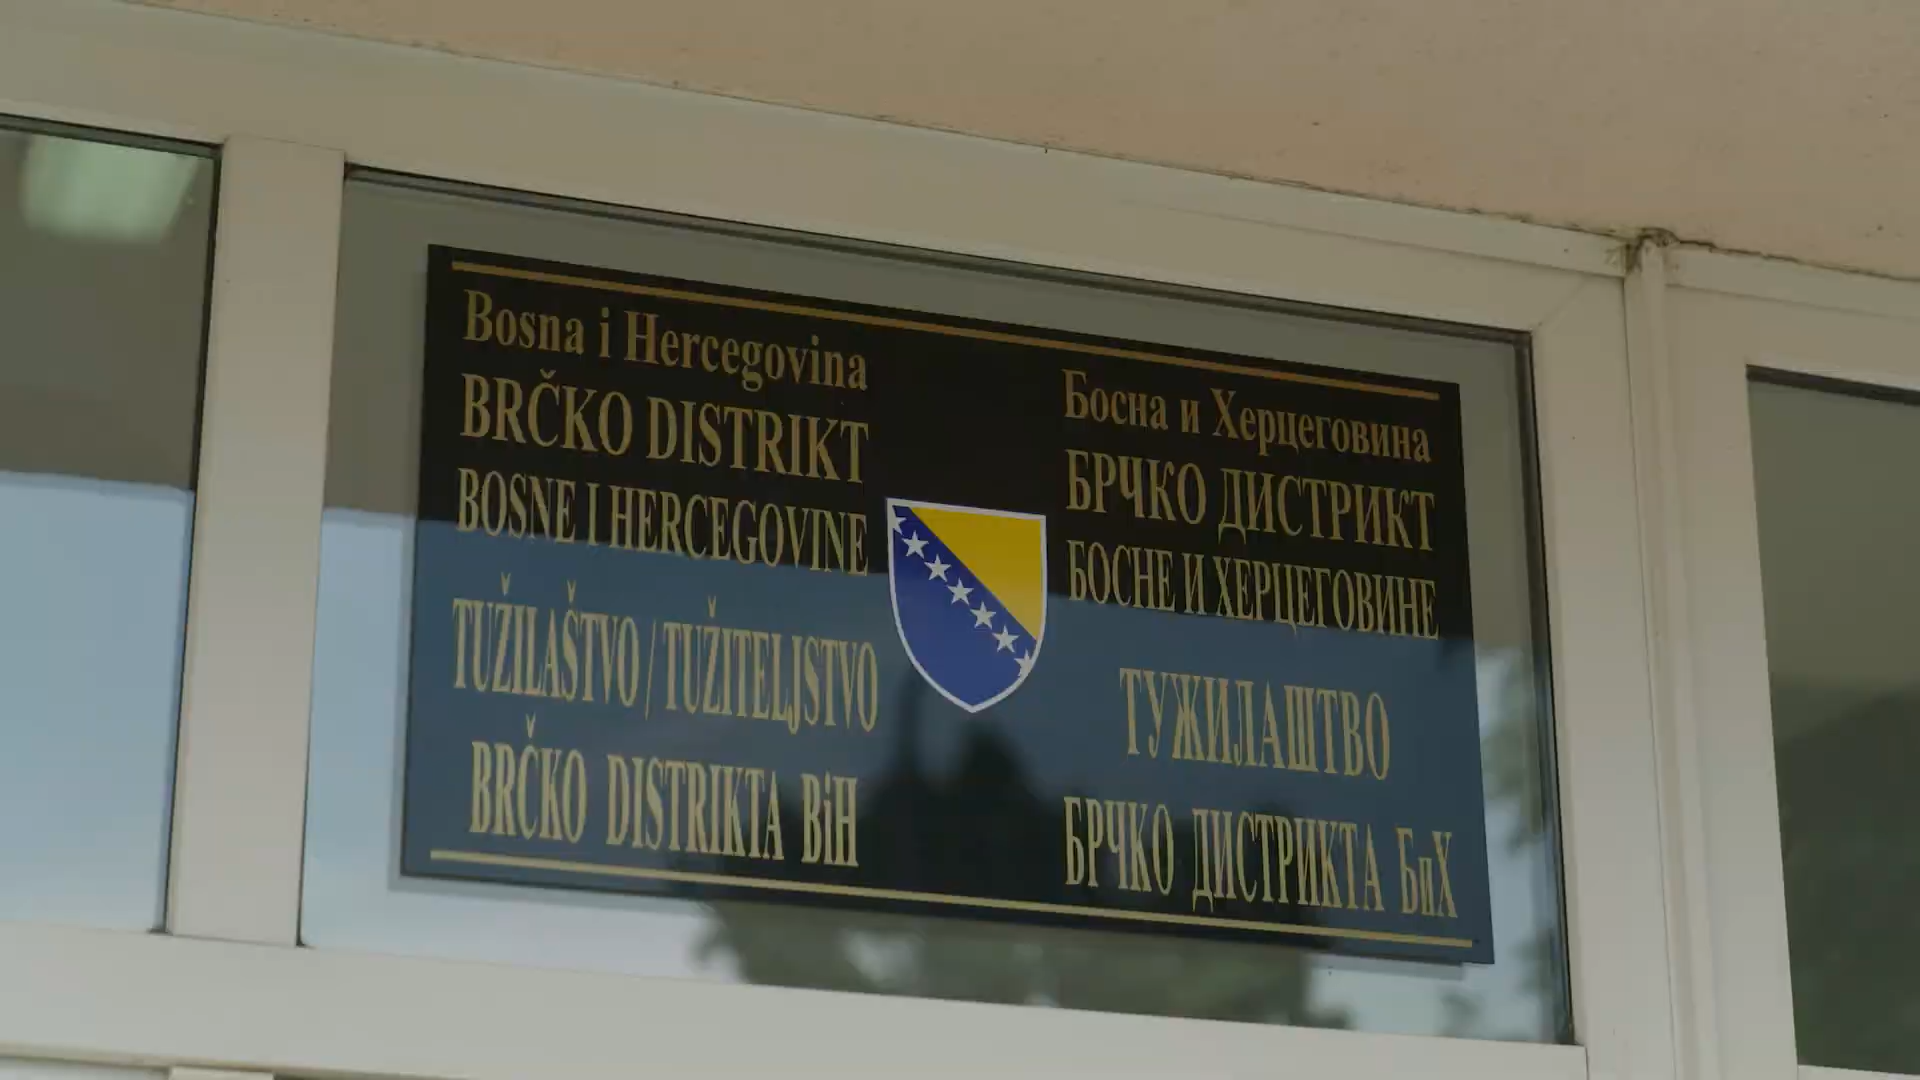 Bosna i Hercegovina
BRČKO DISTRIKT
BOSNE I HERCEGOVINE
TUŽILAŠTVO / TUŽITELJSTVO
BRČKO DISTRIKTA BiH
Босна и Херцеговина
БРЧКО ДИСТРИКТ
БОСНЕ И ХЕРЦЕГОВИНЕ
ТУЖИЛАШТВО
БРЧКО ДИСТРИКТА БиХ